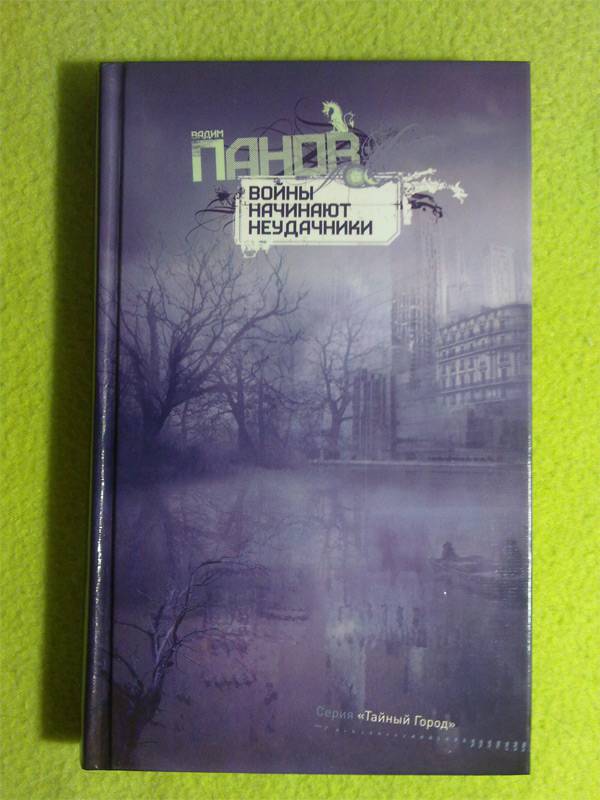 ВАДИМ
ПАНОВ
ВОЙНЫ
НАЧИНАЮТ
НЕУДАЧНИКИ
Серия «Тайный Город»